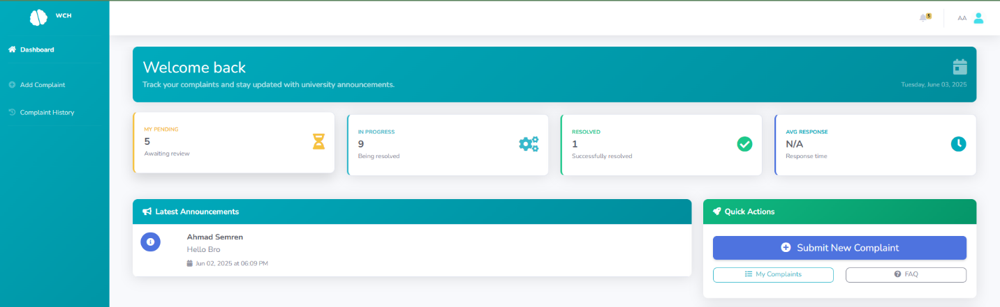 WCH
5
AA
Dashboard
Add Complaint
Complaint History
Welcome back
Track your complaints and stay updated with university announcements.
Tuesday, June 03, 2025
MY PENDING
5
Awaiting review
IN PROGRESS
9
Being resolved
RESOLVED
1
Successfully resolved
AVG RESPONSE
N/A
Response time
Latest Announcements
Ahmad Semren
Hello Bro
Jun 02, 2025 at 06:09 PM
Quick Actions
Submit New Complaint
My Complaints
FAQ